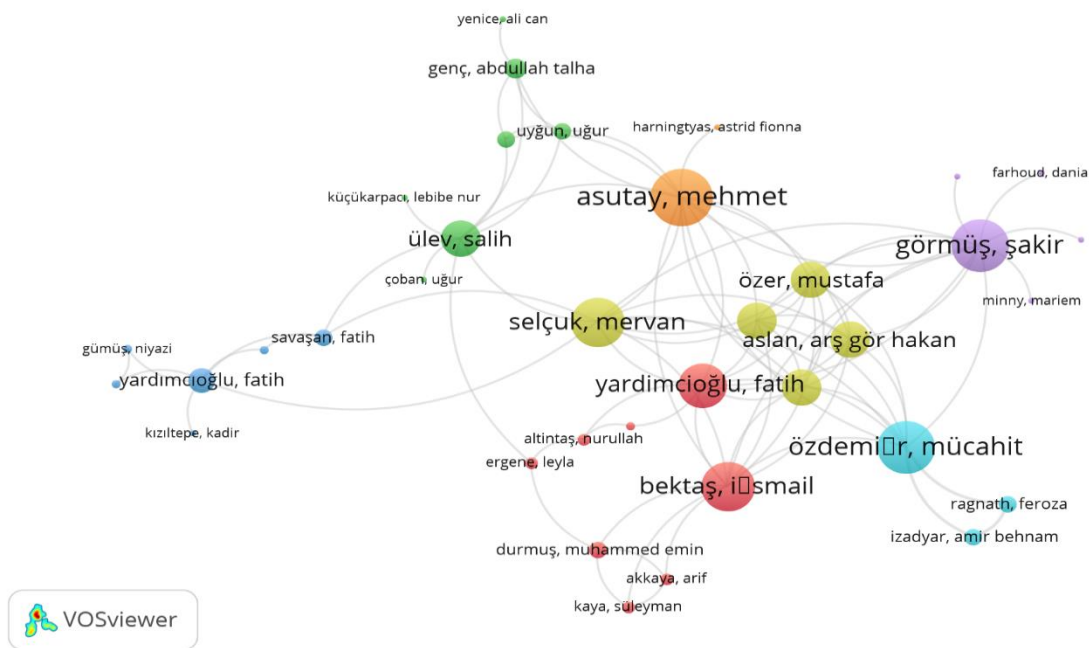 yenice, ali can
genç, abdullah talha
uyğun, uğur
harningtyas, astrid fionna
farhoud, dania
asutay, mehmet
küçükarpacı, lebibe nur
ülev, salih
görmüş, şakir
çoban, uğur
özer, mustafa
minny, mariem
selçuk, mervan
savaşan, fatih
aslan, arş gör hakan
gümüş, niyazi
yardımcıoğlu, fatih
yardimcioğlu, fatih
kızıltepe, kadir
altintaş, nurullah
özdemi□r, mücahit
ergene, leyla
bektaş, i□smail
ragnath, feroza
izadyar, amir behnam
durmuş, muhammed emin
akkaya, arif
kaya, süleyman
VOSviewer